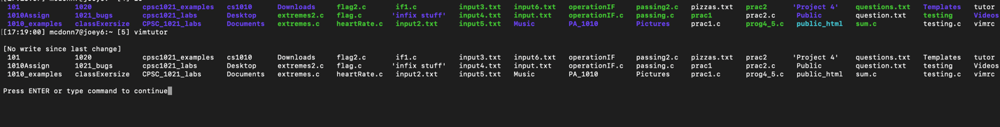 101 1020 cpsc1021_examples cs1010 Downloads flag2.c if1.c input3.txt input6.txt operationIF passing2.c pizzas.txt prac2 'Project 4' questions.txt Templates tutor
1010Assign 1021_bugs CPSC_1021_labs Desktop extremes2.c flag.c 'infix stuff' input4.txt input.txt operationIF.c passing.c prac1 prac2.c Public question.txt testing Videos
1010_examples classExersize CPSC_1021_labs Documents extremes.c heartRate.c input2.txt input5.txt Music PA_1010 Pictures prac1.c prog4_5.c public_html sum.c testing.c vimrc
[[17:19:00] mcdonn7@joey6:~ [5] vimtutor
[No write since last change]
101 1020 cpsc1021_examples cs1010 Downloads flag2.c if1.c input3.txt input6.txt operationIF passing2.c pizzas.txt prac2 'Project 4' questions.txt Templates tutor
1010Assign 1021_bugs CPSC_1021_labs Desktop extremes2.c flag.c 'infix stuff' input4.txt input.txt operationIF.c passing.c prac1 prac2.c Public question.txt testing Videos
1010_examples classExersize CPSC_1021_labs Documents extremes.c heartRate.c input2.txt input5.txt Music PA_1010 Pictures prac1.c prog4_5.c public_html sum.c testing.c vimrc
Press ENTER or type command to continue